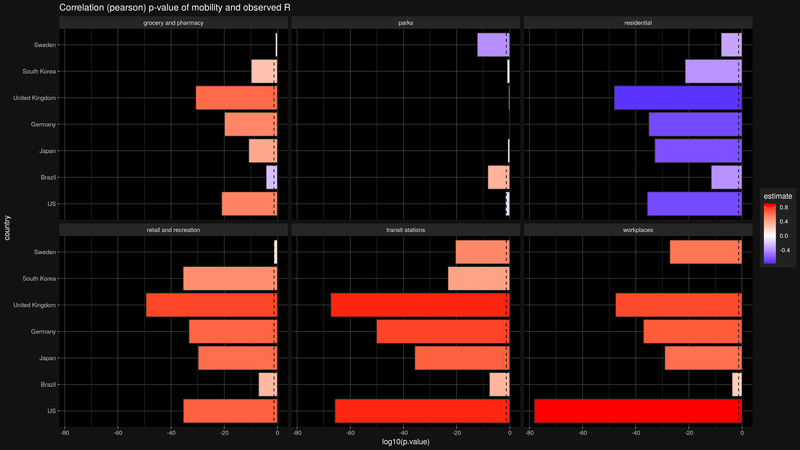 Correlation (pearson) p-value of mobility and observed R
grocery and pharmacy
parks
residential
Sweden
South Korea
United Kingdom
Germany
Japan
Brazil
US
country
retail and recreation
transit stations
workplaces
Sweden
South Korea
United Kingdom
Germany
Japan
Brazil
US
-80 -60 -40 -20 0
-80 -60 -40 -20 0
-80 -60 -40 -20 0
log10(p.value)
estimate
0.8
0.4
0.0
-0.4